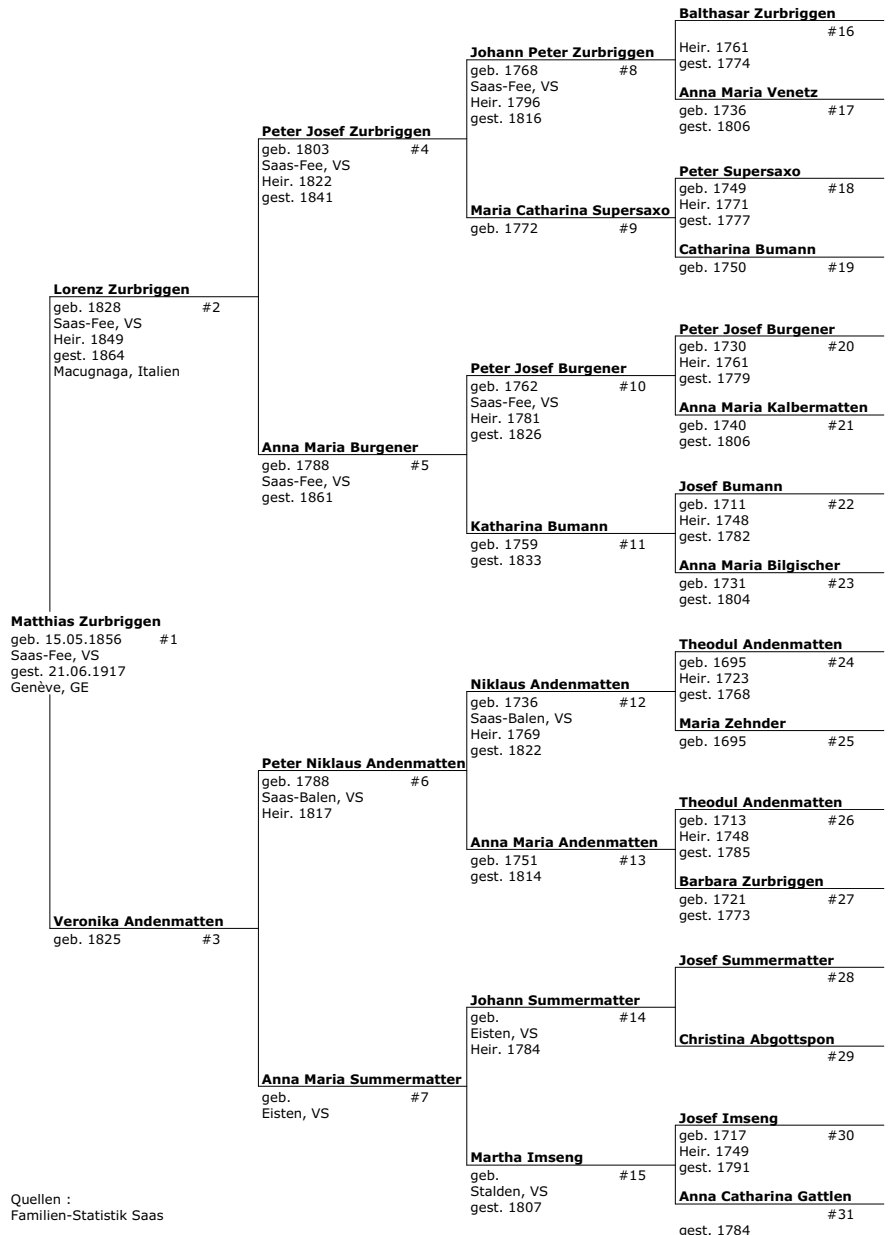 Matthias Zurbriggen
geb. 15.05.1856 #1
Saas-Fee, VS
gest. 21.06.1917
Genève, GE
Lorenz Zurbriggen
geb. 1828 #2
Saas-Fee, VS
Heir. 1849
gest. 1864
Macugnaga, Italien
Veronika Andenmatten
geb. 1825 #3
Peter Josef Zurbriggen
geb. 1803 #4
Saas-Fee, VS
Heir. 1822
gest. 1841
Anna Maria Burgener
geb. 1788 #5
Saas-Fee, VS
gest. 1861
Peter Niklaus Andenmatten
geb. 1788 #6
Saas-Balen, VS
Heir. 1817
Anna Maria Summermatter
geb. #7
Eisten, VS
Johann Peter Zurbriggen
geb. 1768 #8
Saas-Fee, VS
Heir. 1796
gest. 1816
Maria Catharina Supersaxo
geb. 1772 #9
Peter Josef Burgener
geb. 1762 #10
Saas-Fee, VS
Heir. 1781
gest. 1826
Katharina Bumann
geb. 1759 #11
gest. 1833
Niklaus Andenmatten
geb. 1736 #12
Saas-Balen, VS
Heir. 1769
gest. 1822
Anna Maria Andenmatten
geb. 1751 #13
gest. 1814
Johann Summermatter
geb. #14
Eisten, VS
Heir. 1784
Martha Imseng
geb. #15
Stalden, VS
gest. 1807
Balthasar Zurbriggen
#16
Heir. 1761
gest. 1774
Anna Maria Venetz
geb. 1736 #17
gest. 1806
Peter Supersaxo
geb. 1749 #18
Heir. 1771
gest. 1777
Catharina Bumann
geb. 1750 #19
Peter Josef Burgener
geb. 1730 #20
Heir. 1761
gest. 1779
Anna Maria Kalbermatten
geb. 1740 #21
gest. 1806
Josef Bumann
geb. 1711 #22
Heir. 1748
gest. 1782
Anna Maria Bilgischer
geb. 1731 #23
gest. 1804
Theodul Andenmatten
geb. 1695 #24
Heir. 1723
gest. 1768
Maria Zehnder
geb. 1695 #25
Theodul Andenmatten
geb. 1713 #26
Heir. 1748
gest. 1785
Barbara Zurbriggen
geb. 1721 #27
gest. 1773
Josef Summermatter
#28
Christina Abgottspon
#29
Josef Imseng
geb. 1717 #30
Heir. 1749
gest. 1791
Anna Catharina Gattlen
#31
gest. 1784
Quellen :
Familien-Statistik Saas